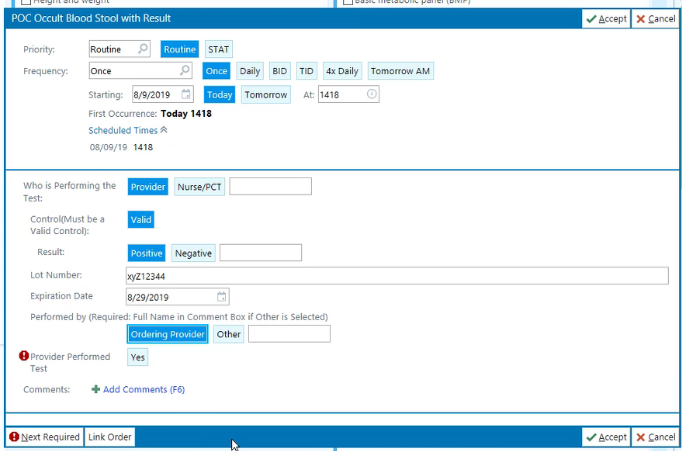 Height and weight
Basic metabolic panel (BMP)
POC Occult Blood Stool with Result
Accept Cancel
Priority: Routine Routine STAT
Frequency: Once Once Daily BID TID 4x Daily Tomorrow AM
Starting: 8/9/2019 Today Tomorrow At: 1418
First Occurrence: Today 1418
Scheduled Times
08/09/19 1418
Who is Performing the Provider Nurse/PCT
Test:
Control(Must be a Valid
Valid Control):
Result: Positive Negative
Lot Number: xyZ12344
Expiration Date 8/29/2019
Performed by (Required: Full Name in Comment Box if Other is Selected)
Ordering Provider Other
Provider Performed Yes
Test
Comments: Add Comments (F6)
Next Required Link Order Accept Cancel